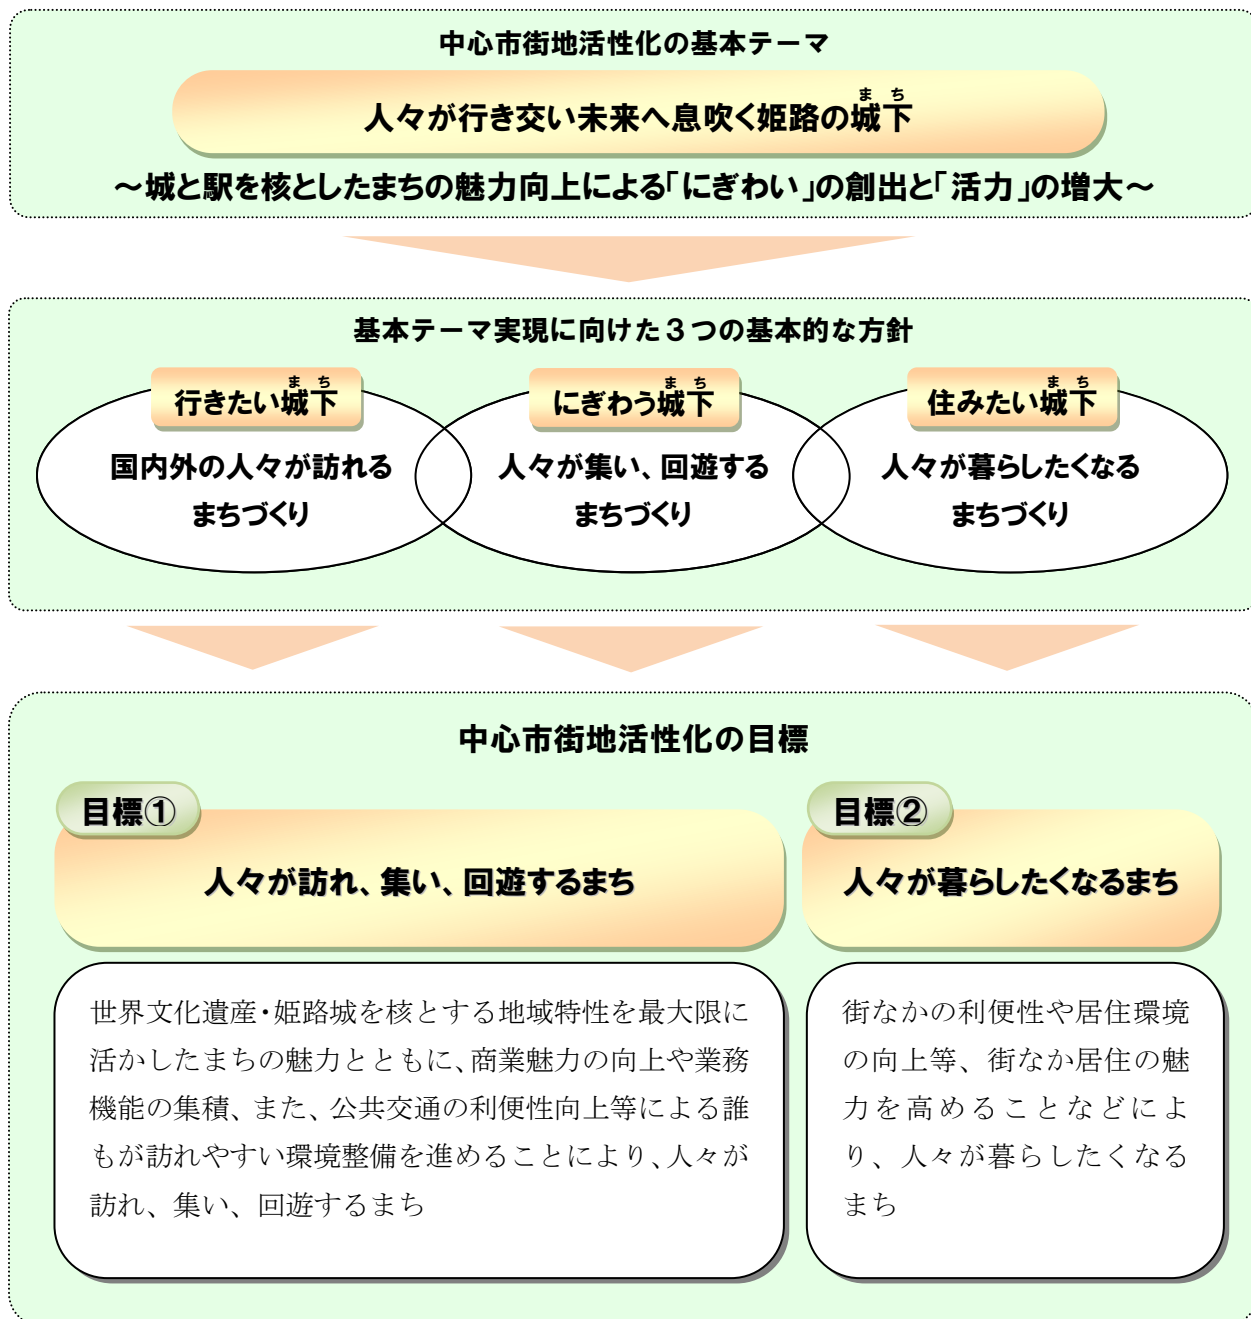 中心市街地活性化の基本テーマ
まち
人々が行き交い未来へ息吹く姫路の城下
～城と駅を核としたまちの魅力向上による「にぎわい」の創出と「活力」の増大～
基本テーマ実現に向けた３つの基本的な方針
まち
行きたい城下
国内外の人々が訪れる
まちづくり
まち
にぎわう城下
人々が集い、回遊する
まちづくり
まち
住みたい城下
人々が暮らしたくなる
まちづくり
中心市街地活性化の目標
目標①
人々が訪れ、集い、回遊するまち
世界文化遺産・姫路城を核とする地域特性を最大限に
活かしたまちの魅力とともに、商業魅力の向上や業務
機能の集積、また、公共交通の利便性向上等による誰
もが訪れやすい環境整備を進めることにより、人々が
訪れ、集い、回遊するまち
目標②
人々が暮らしたくなるまち
街なかの利便性や居住環境
の向上等、街なか居住の魅
力を高めることなどによ
り、人々が暮らしたくなる
まち